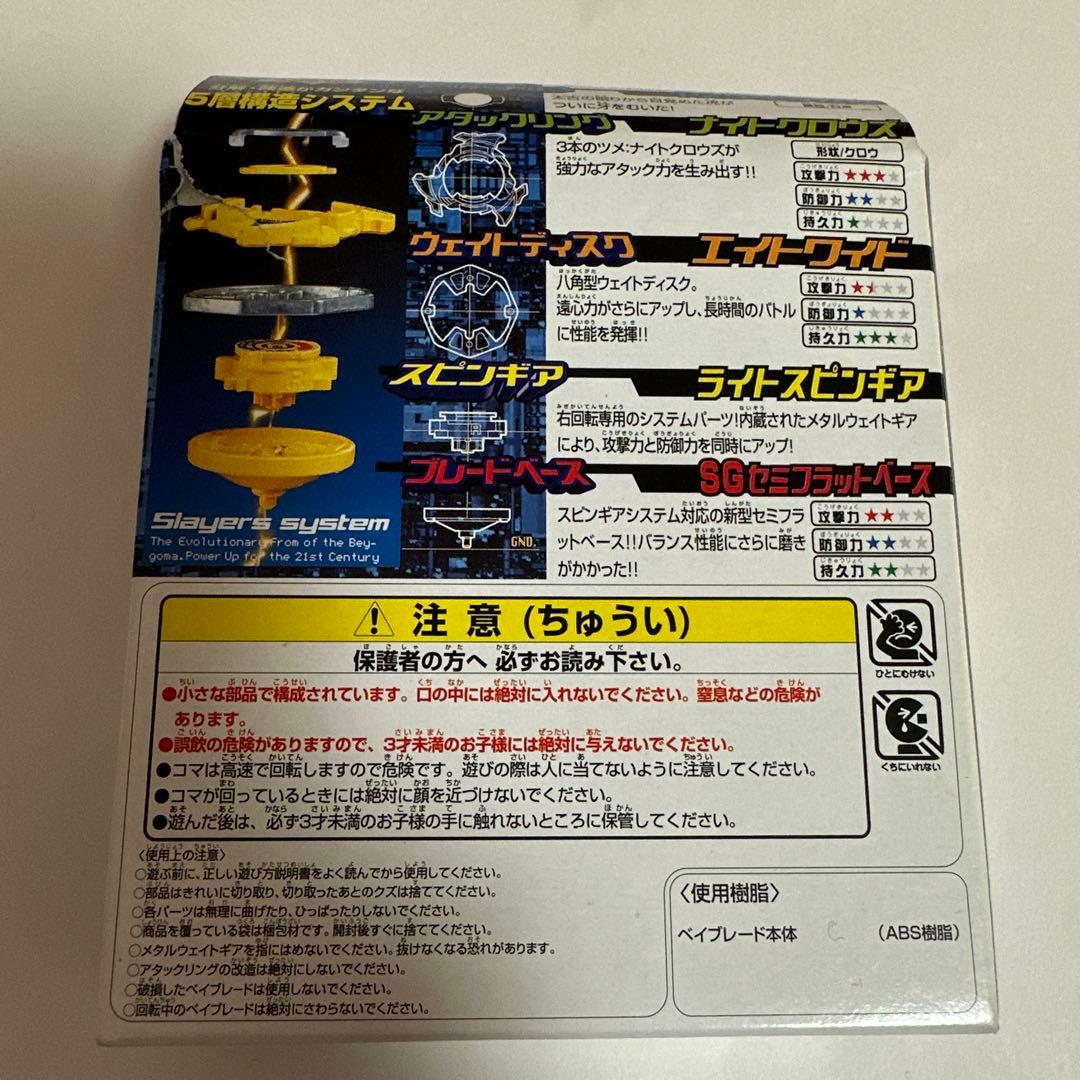 5層構造システム
太古の眠りから目覚めた虎が
ついに牙をむいた!
アタックリング
ナイトクロウズ
3本のツメ:ナイトクロウズが
強力なアタック力を生み出す!!
形状/クロウ
攻撃力★★★★
防御力★★★★
持久力★★★★
ウェイトディスク
エイトワイド
八角型ウェイトディスク。
遠心力がさらにアップし、長時間のバトル
に性能を発揮!!
攻撃力★★★★
防御力★★★★
持久力★★★★
スピンギア
ライトスピンギア
右回転専用のシステムパーツ!内蔵されたメタルウェイトギア
により、攻撃力と防御力を同時にアップ!
ブレードベース
SGセミフラットベース
スピンギアシステム対応の新型セミフラ
ットベース!!バランス性能にさらに磨き
がかかった!!
攻撃力★★★★
防御力★★★★
持久力★★★★
GND.
Slayers system
The Evolutionary From of the Bey-
goma.Power Up for the 21st Century
注意(ちゅうい)
保護者の方へ 必ずお読み下さい。
●小さな部品で構成されています。口の中には絶対に入れないでください。窒息などの危険が
あります。
●誤飲の危険がありますので、3才未満のお子様には絶対に与えないでください。
●コマは高速で回転しますので危険です。遊びの際は人に当てないように注意してください。
●コマが回っているときには絶対に顔を近づけないでください。
●遊んだ後は、必ず3才未満のお子様の手に触れないところに保管してください。
ひとにむけない
くちにいれない
〈使用上の注意〉
○遊ぶ前に、正しい遊び方説明書をよく読んでから使用してください。
○部品はきれいに切り取り、切り取ったあとのクズは捨ててください。
○各パーツは無理に曲げたり、ひっぱったりしないでください。
○商品を覆っている袋は梱包材です。開封後すぐに捨ててください。
○メタルウェイトギアを指にはめないでください。抜けなくなる恐れがあります。
○アタックリングの改造は絶対にしないでください。
○破損したベイブレードは使用しないでください。
○回転中のベイブレードは絶対にさわらないでください。
〈使用樹脂〉
ベイブレード本体 (ABS樹脂)